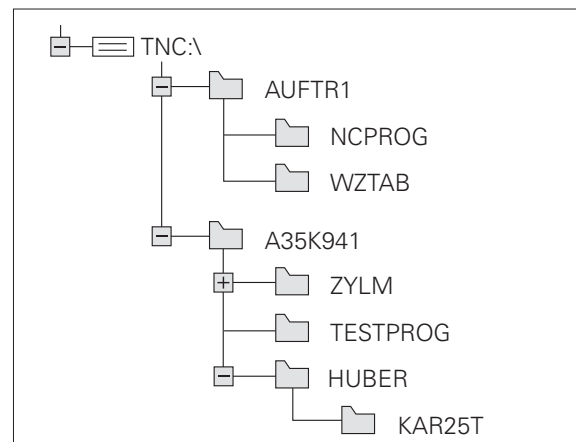 TNC:\
AUFTR1
NCPROG
WZTAB
A35K941
ZYLM
TESTPROG
HUBER
KAR25T